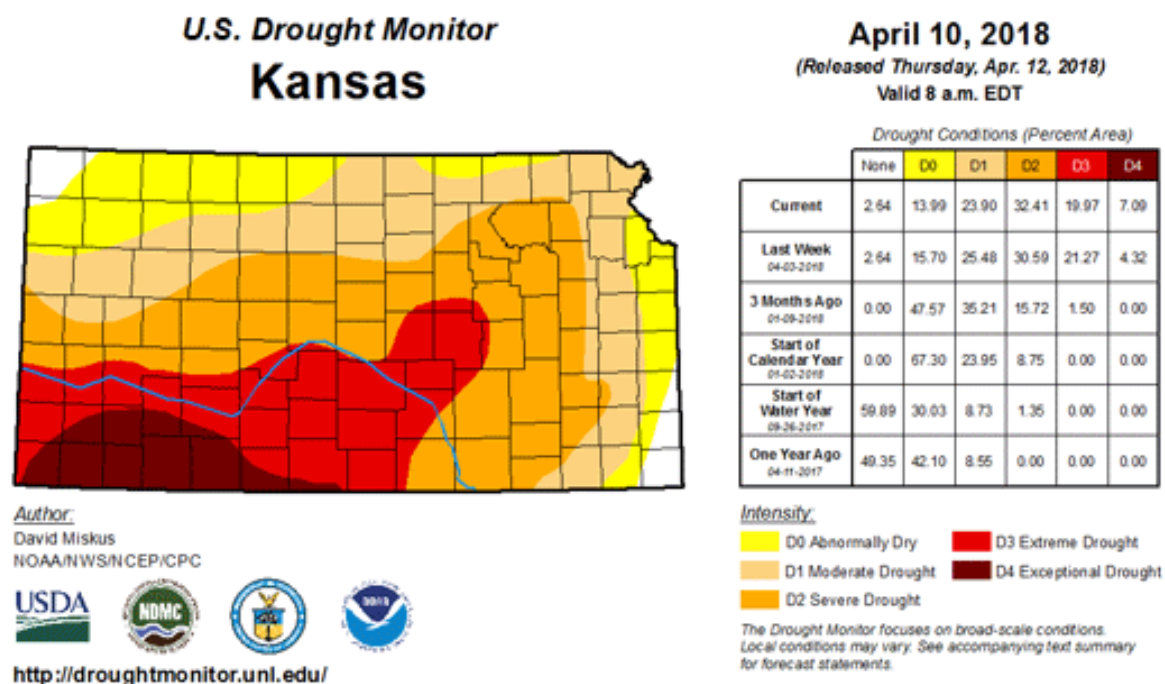 U.S. Drought Monitor
Kansas
April 10, 2018
(Released Thursday, Apr. 12, 2018)
Valid 8 a.m. EDT
Drought Conditions (Percent Area)
None D0 D1 D2 D3 D4
Current 2.64 13.99 23.90 32.41 19.97 7.09
Last Week 2.64 15.70 25.48 30.59 21.27 4.32
04-03-2018
3 Months Ago 0.00 47.57 35.21 15.72 1.50 0.00
01-09-2018
Start of
Calendar Year 0.00 67.30 23.95 8.75 0.00 0.00
01-02-2018
Start of
Water Year 59.89 30.03 8.73 1.35 0.00 0.00
09-26-2017
One Year Ago 49.35 42.10 8.55 0.00 0.00 0.00
04-11-2017
Intensity:
D0 Abnormally Dry D3 Extreme Drought
D1 Moderate Drought D4 Exceptional Drought
D2 Severe Drought
The Drought Monitor focuses on broad-scale conditions.
Local conditions may vary. See accompanying text summary
for forecast statements.
Author:
David Miskus
NOAA/NWS/NCEP/CPC
USDA
NDMC
NOAA
http://droughtmonitor.unl.edu/